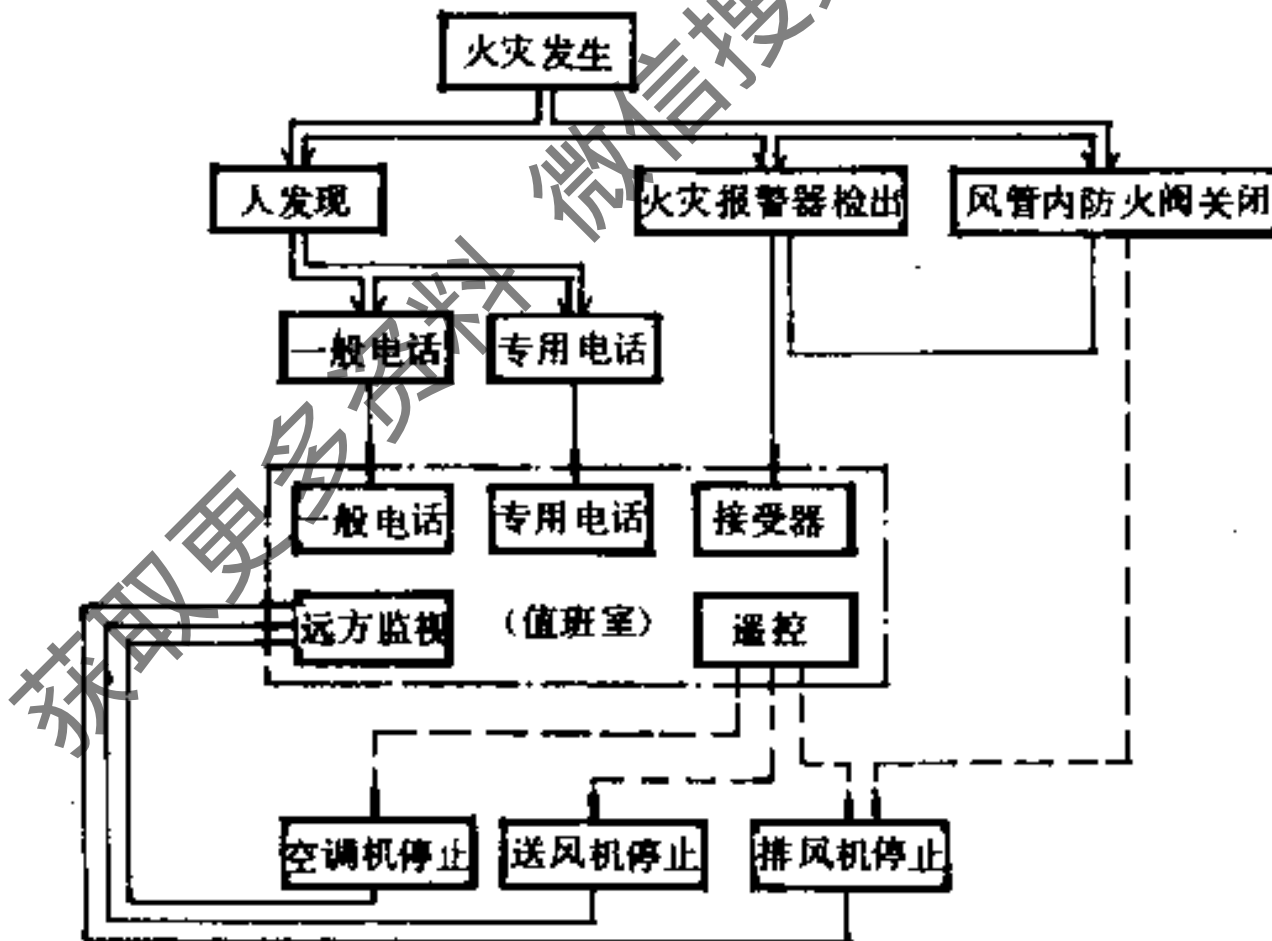 火灾发生
人发现
火灾报警器检出
风管内防火阀关闭
一般电话
专用电话
一般电话
专用电话
接受器
远方监视
(值班室)
遥控
空调机停止
送风机停止
排风机停止
获取更多资料 微信搜